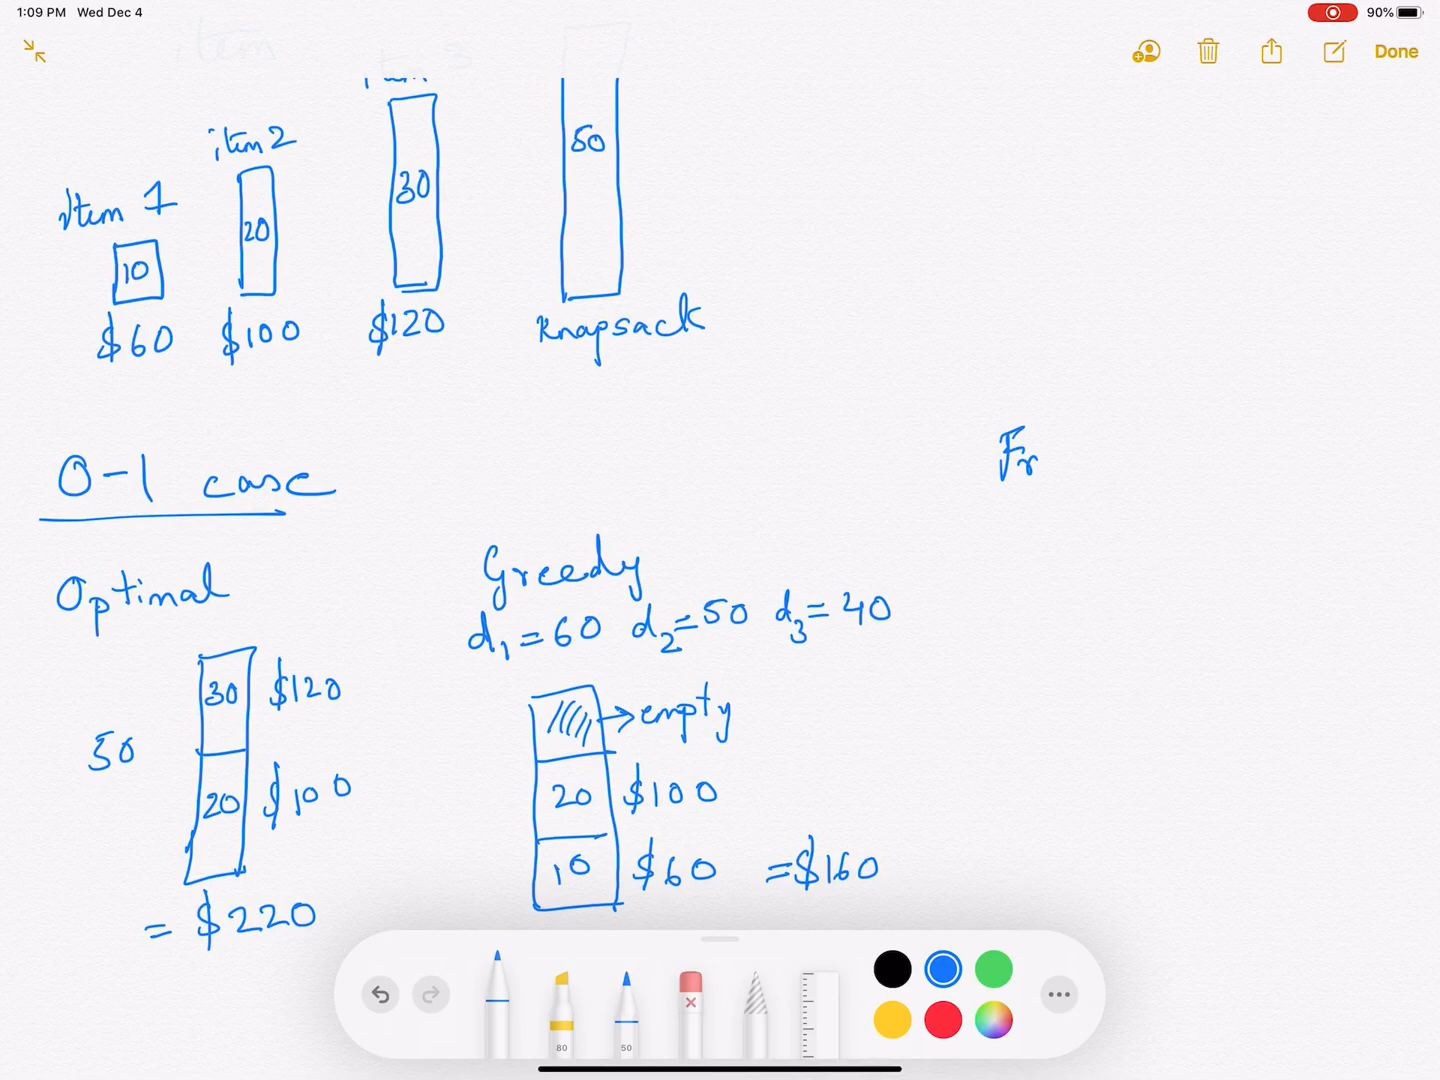 1:09 PM Wed Dec 4
90%
Done
item 2
item 1
50
30
20
10
$60 $100 $120 Knapsack
Fr
0-1 case
Greedy
Optimal
d1=60 d2=50 d3=40
30 $120
empty
50
20 $100
20 $100
10 $60 =$160
= $220
80
50